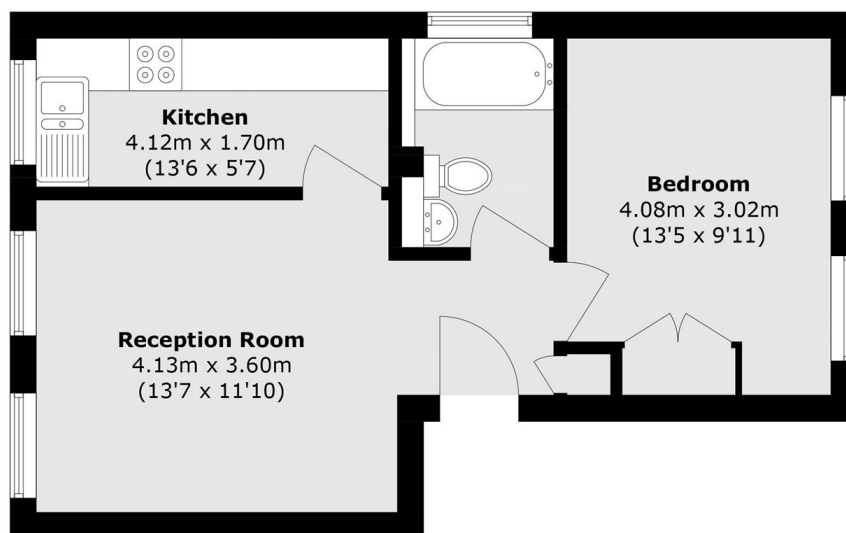 Kitchen
4.12m x 1.70m
(13'6 x 5'7)
Bedroom
4.08m x 3.02m
(13'5 x 9'11)
Reception Room
4.13m x 3.60m
(13'7 x 11'10)